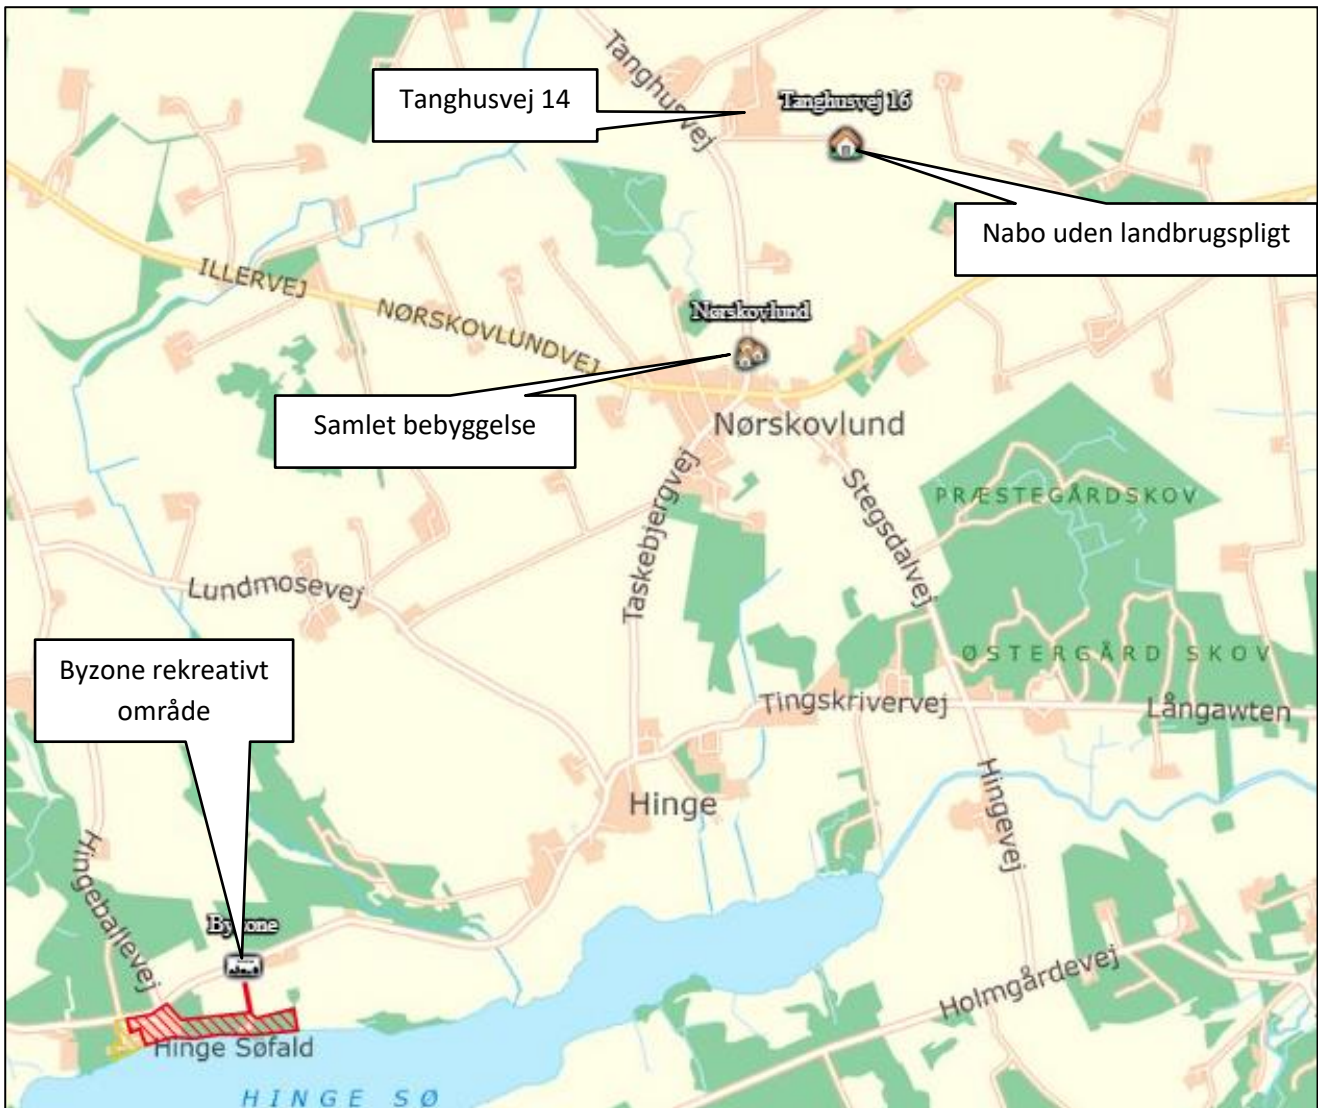 Tanghusvej
Tanghusvej 14
Tanghusvej 16
Nabo uden landbrugspligt
ILLERVEJ
NØRSKOVLUNDVEJ
Nørskovlund
Samlet bebyggelse
Nørskovlund
Taskebjergvej
Stegsdalvej
PRÆSTEGÅRDSKOV
Lundmosevej
ØSTERGÅRD SKOV
Byzone rekreativt
område
Tingskrivervej
Långawten
Hinge
Hingevej
Hingeballevej
Byzone
Holmgårdevej
Hinge Søfald
HINGE SØ